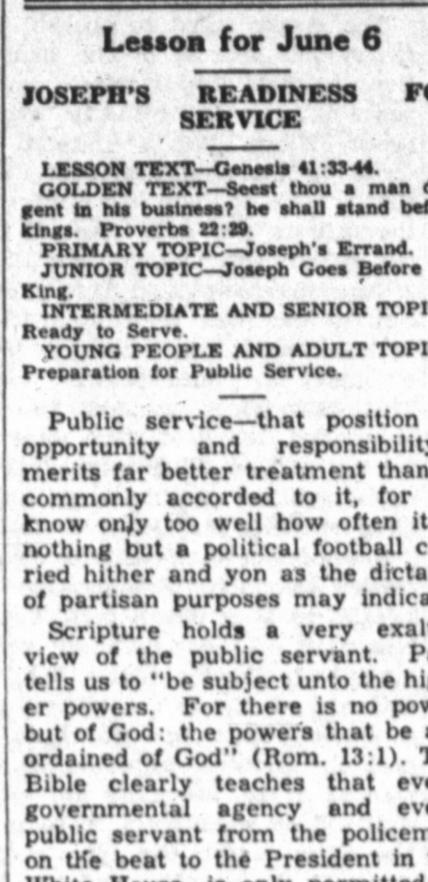 Lesson for June 6
JOSEPH'S READINESS FO
SERVICE
LESSON TEXT—Genesis 41:33-44.
GOLDEN TEXT—Seest thou a man d
gent in his business? he shall stand bef
kings. Proverbs 22:29.
PRIMARY TOPIC—Joseph's Errand.
JUNIOR TOPIC—Joseph Goes Before
King.
INTERMEDIATE AND SENIOR TOPI
Ready to Serve.
YOUNG PEOPLE AND ADULT TOPI
Preparation for Public Service.
Public service—that position
opportunity and responsibility
merits far better treatment than
commonly accorded to it, for
know only too well how often it
nothing but a political football c
ried hither and yon as the dicta
of partisan purposes may indica
Scripture holds a very exal
view of the public servant. Pa
tells us to "be subject unto the hi
er powers. For there is no pow
but of God: the powers that be a
ordained of God" (Rom. 13:1). T
Bible clearly teaches that eve
governmental agency and eve
public servant from the policem
on the beat to the President in
White House, is only permitted